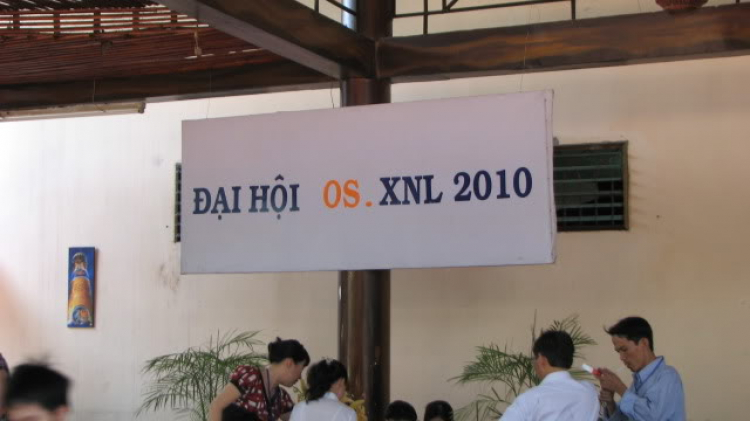 ĐẠI HỘI OS. XNL 2010